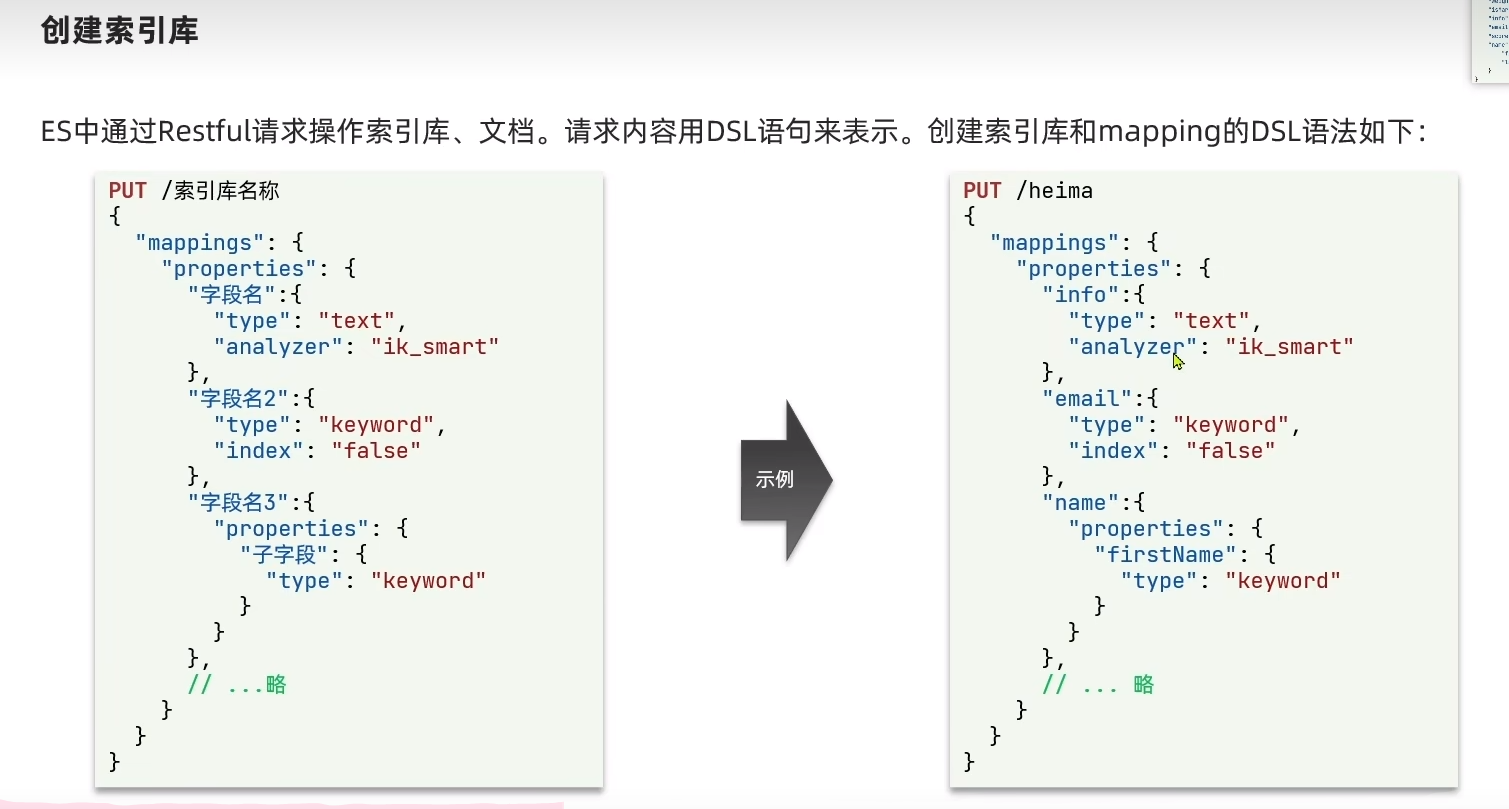 创建索引库
ES中通过Restful请求操作索引库、文档。请求内容用DSL语句来表示。创建索引库和mapping的DSL语法如下：
PUT /索引库名称
{
  "mappings": {
    "properties": {
      "字段名":{
        "type": "text",
        "analyzer": "ik_smart"
      },
      "字段名2":{
        "type": "keyword",
        "index": "false"
      },
      "字段名3":{
        "properties": {
          "子字段": {
            "type": "keyword"
          }
        }
      },
      // ...略
    }
  }
}
示例
PUT /heima
{
  "mappings": {
    "properties": {
      "info":{
        "type": "text",
        "analyzer": "ik_smart"
      },
      "email":{
        "type": "keyword",
        "index": "false"
      },
      "name":{
        "properties": {
          "firstName": {
            "type": "keyword"
          }
        }
      },
      // ... 略
    }
  }
}